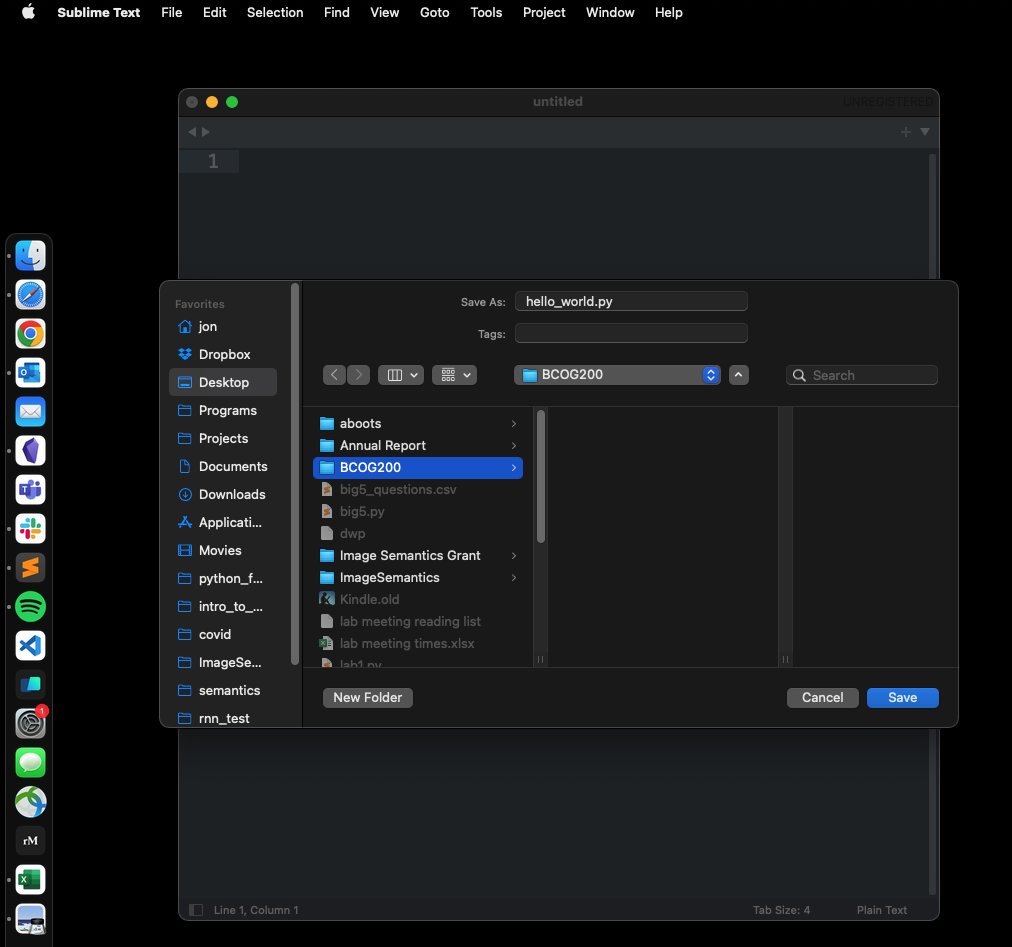 Sublime Text File Edit Selection Find View Goto Tools Project Window Help
untitled
UNREGISTERED
1
Save As: hello_world.py
Tags:
BCOG200
Search
Favorites
jon
Dropbox
Desktop
Programs
Projects
Documents
Downloads
Applicati...
Movies
python_f...
intro_to_...
covid
ImageSe...
semantics
rnn_test
aboots
Annual Report
BCOG200
big5_questions.csv
big5.py
dwp
Image Semantics Grant
ImageSemantics
Kindle.old
lab meeting reading list
lab meeting times.xlsx
lab1.py
New Folder
Cancel
Save
1
rM
Line 1, Column 1
Tab Size: 4
Plain Text